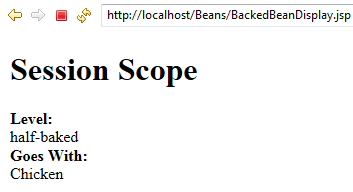 http://localhost/Beans/BackedBeanDisplay.jsp
Session Scope
Level:
half-baked
Goes With:
Chicken